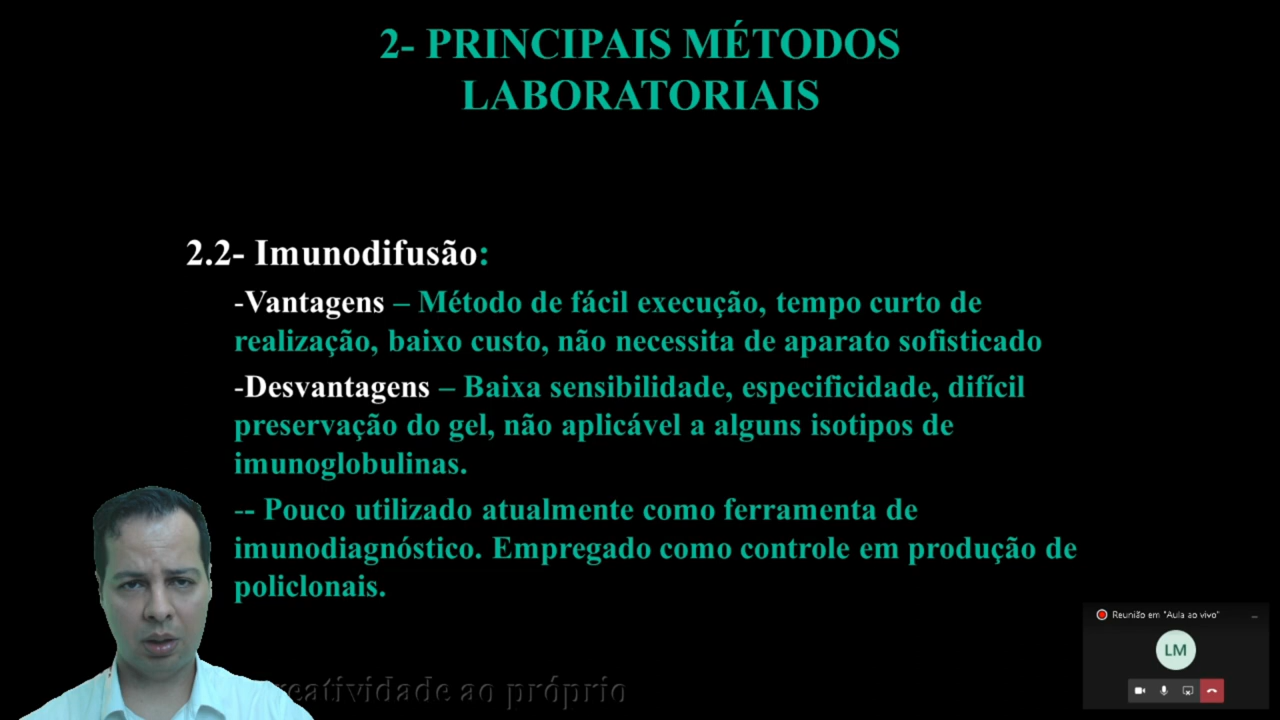 2- PRINCIPAIS MÉTODOS
LABORATORIAIS
2.2- Imunodifusão:
-Vantagens – Método de fácil execução, tempo curto de
realização, baixo custo, não necessita de aparato sofisticado
-Desvantagens – Baixa sensibilidade, especificidade, difícil
preservação do gel, não aplicável a alguns isotipos de
imunoglobulinas.
-- Pouco utilizado atualmente como ferramenta de
imunodiagnóstico. Empregado como controle em produção de
policlonais.
Reunião em "Aula ao vivo"
LM
ao próprio